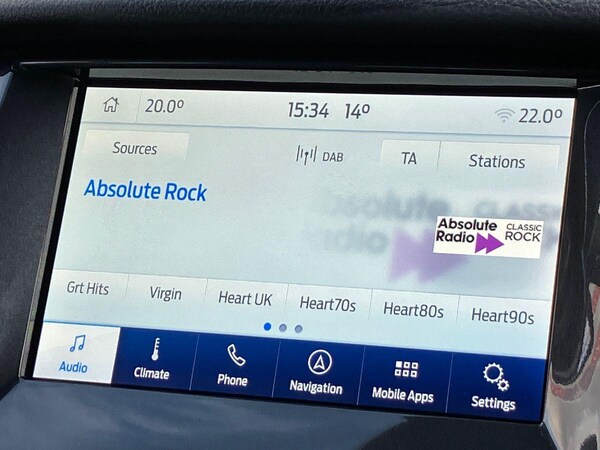 20.0°
15:34 14°
22.0°
Sources
DAB
TA
Stations
Absolute Rock
Absolute
Radio
CLASSIC
ROCK
Grt Hits
Virgin
Heart UK
Heart70s
Heart80s
Heart90s
Audio
Climate
Phone
Navigation
Mobile Apps
Settings